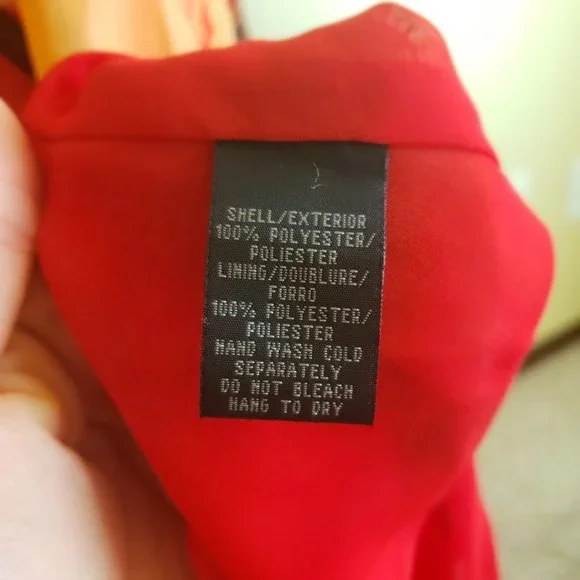 SHELL/EXTERIOR
100% POLYESTER/
POLIESTER
LINING/DOUBLURE/
FORRO
100% POLYESTER/
POLIESTER
HAND WASH COLD
SEPARATELY
DO NOT BLEACH
HANG TO DRY